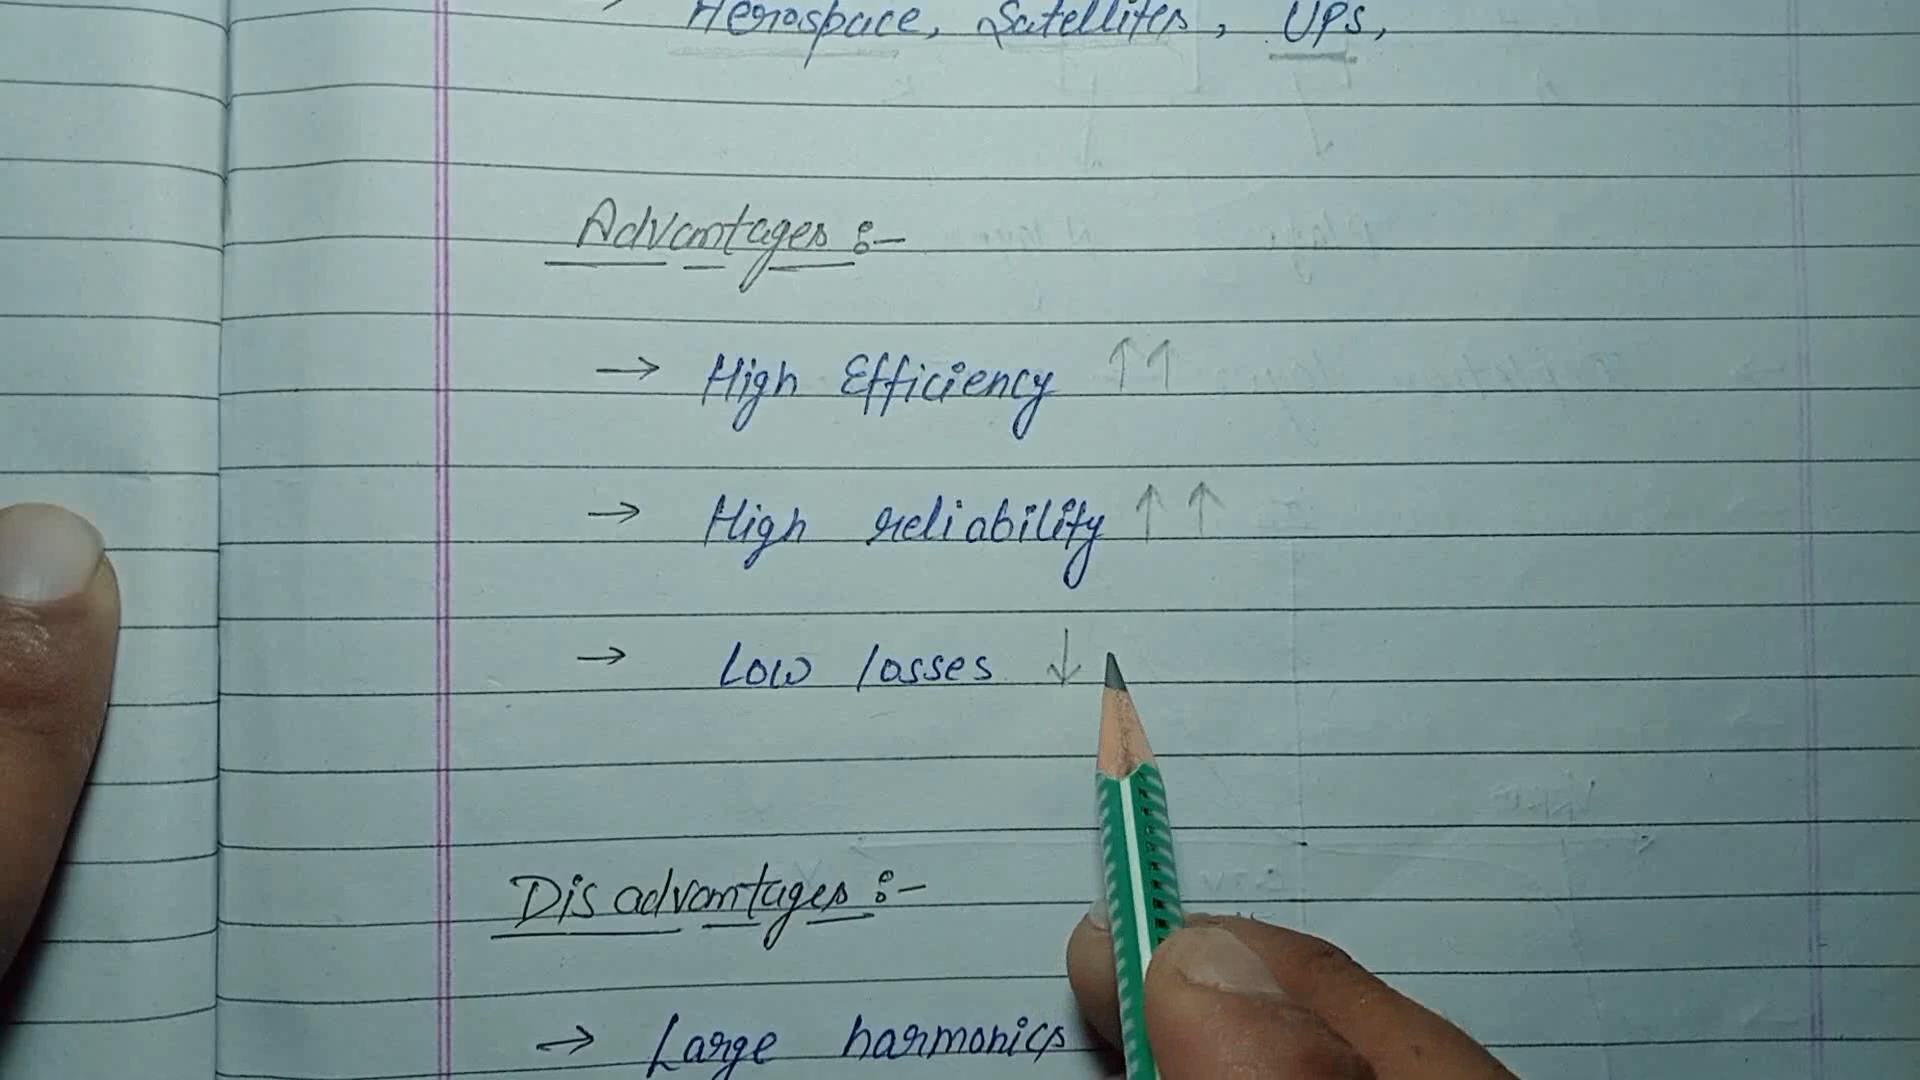 Aerospace, Satellites, UPS,
Advantages :-
→ High Efficiency ↑↑
→ High reliability ↑↑
→ Low losses ↓
Disadvantages :-
→ Large harmonics